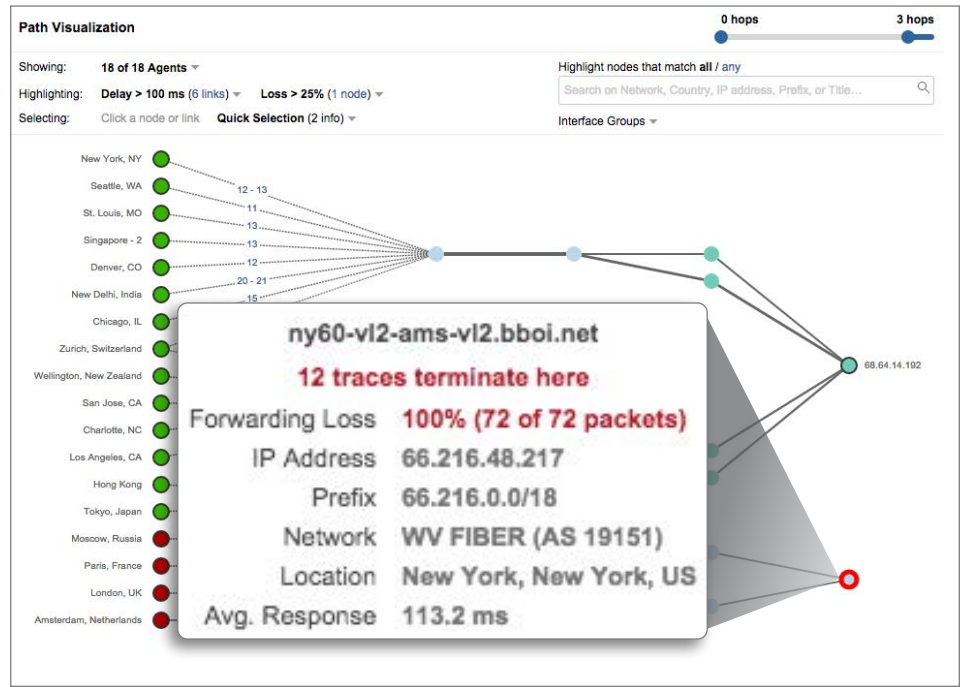 Path Visualization
0 hops 3 hops
Showing: 18 of 18 Agents
Highlight nodes that match all / any
Highlighting: Delay > 100 ms (6 links) Loss > 25% (1 node)
Search on Network, Country, IP address, Prefix, or Title...
Selecting: Click a node or link Quick Selection (2 info)
Interface Groups
New York, NY
12 - 13
Seattle, WA
11
St. Louis, MO
13
Singapore - 2
13
Denver, CO
12
New Delhi, India
20 - 21
15
Chicago, IL
Zurich, Switzerland
Wellington, New Zealand
San Jose, CA
Charlotte, NC
Los Angeles, CA
Hong Kong
Tokyo, Japan
Moscow, Russia
Paris, France
London, UK
Amsterdam, Netherlands
68.64.14.192
ny60-vl2-ams-vl2.bboi.net
12 traces terminate here
Forwarding Loss 100% (72 of 72 packets)
IP Address 66.216.48.217
Prefix 66.216.0.0/18
Network WV FIBER (AS 19151)
Location New York, New York, US
Avg. Response 113.2 ms